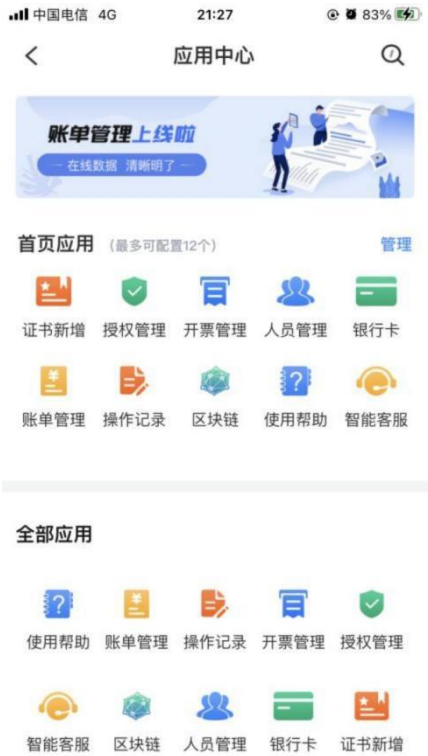 中国电信 4G 21:27 83%
应用中心
账单管理上线啦
在线数据 清晰明了
首页应用 (最多可配置12个) 管理
证书新增 授权管理 开票管理 人员管理 银行卡
账单管理 操作记录 区块链 使用帮助 智能客服
全部应用
使用帮助 账单管理 操作记录 开票管理 授权管理
智能客服 区块链 人员管理 银行卡 证书新增